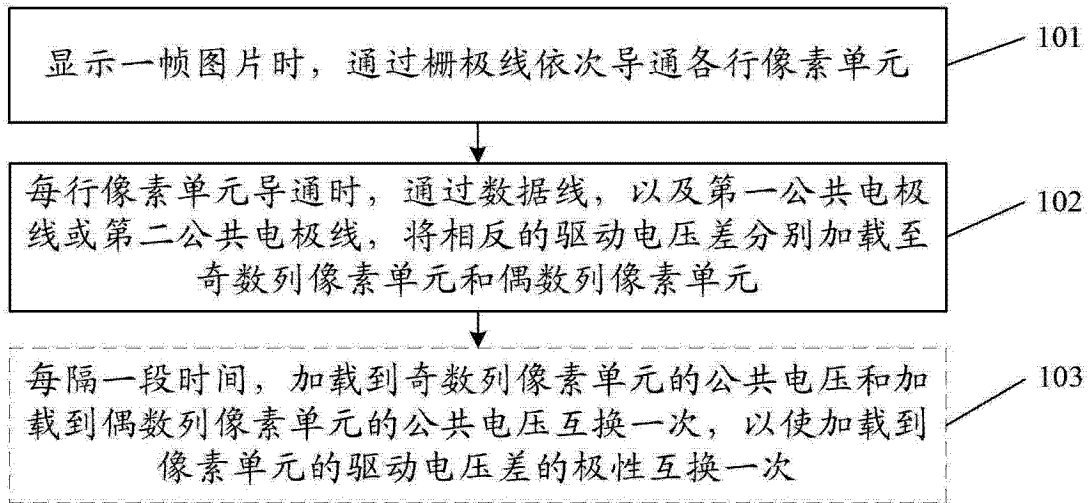 显示一帧图片时，通过栅极线依次导通各行像素单元
101
每行像素单元导通时，通过数据线，以及第一公共电极
线或第二公共电极线，将相反的驱动电压差分别加载至
奇数列像素单元和偶数列像素单元
102
每隔一段时间，加载到奇数列像素单元的公共电压和加
载到偶数列像素单元的公共电压互换一次，以使加载到
像素单元的驱动电压差的极性互换一次
103